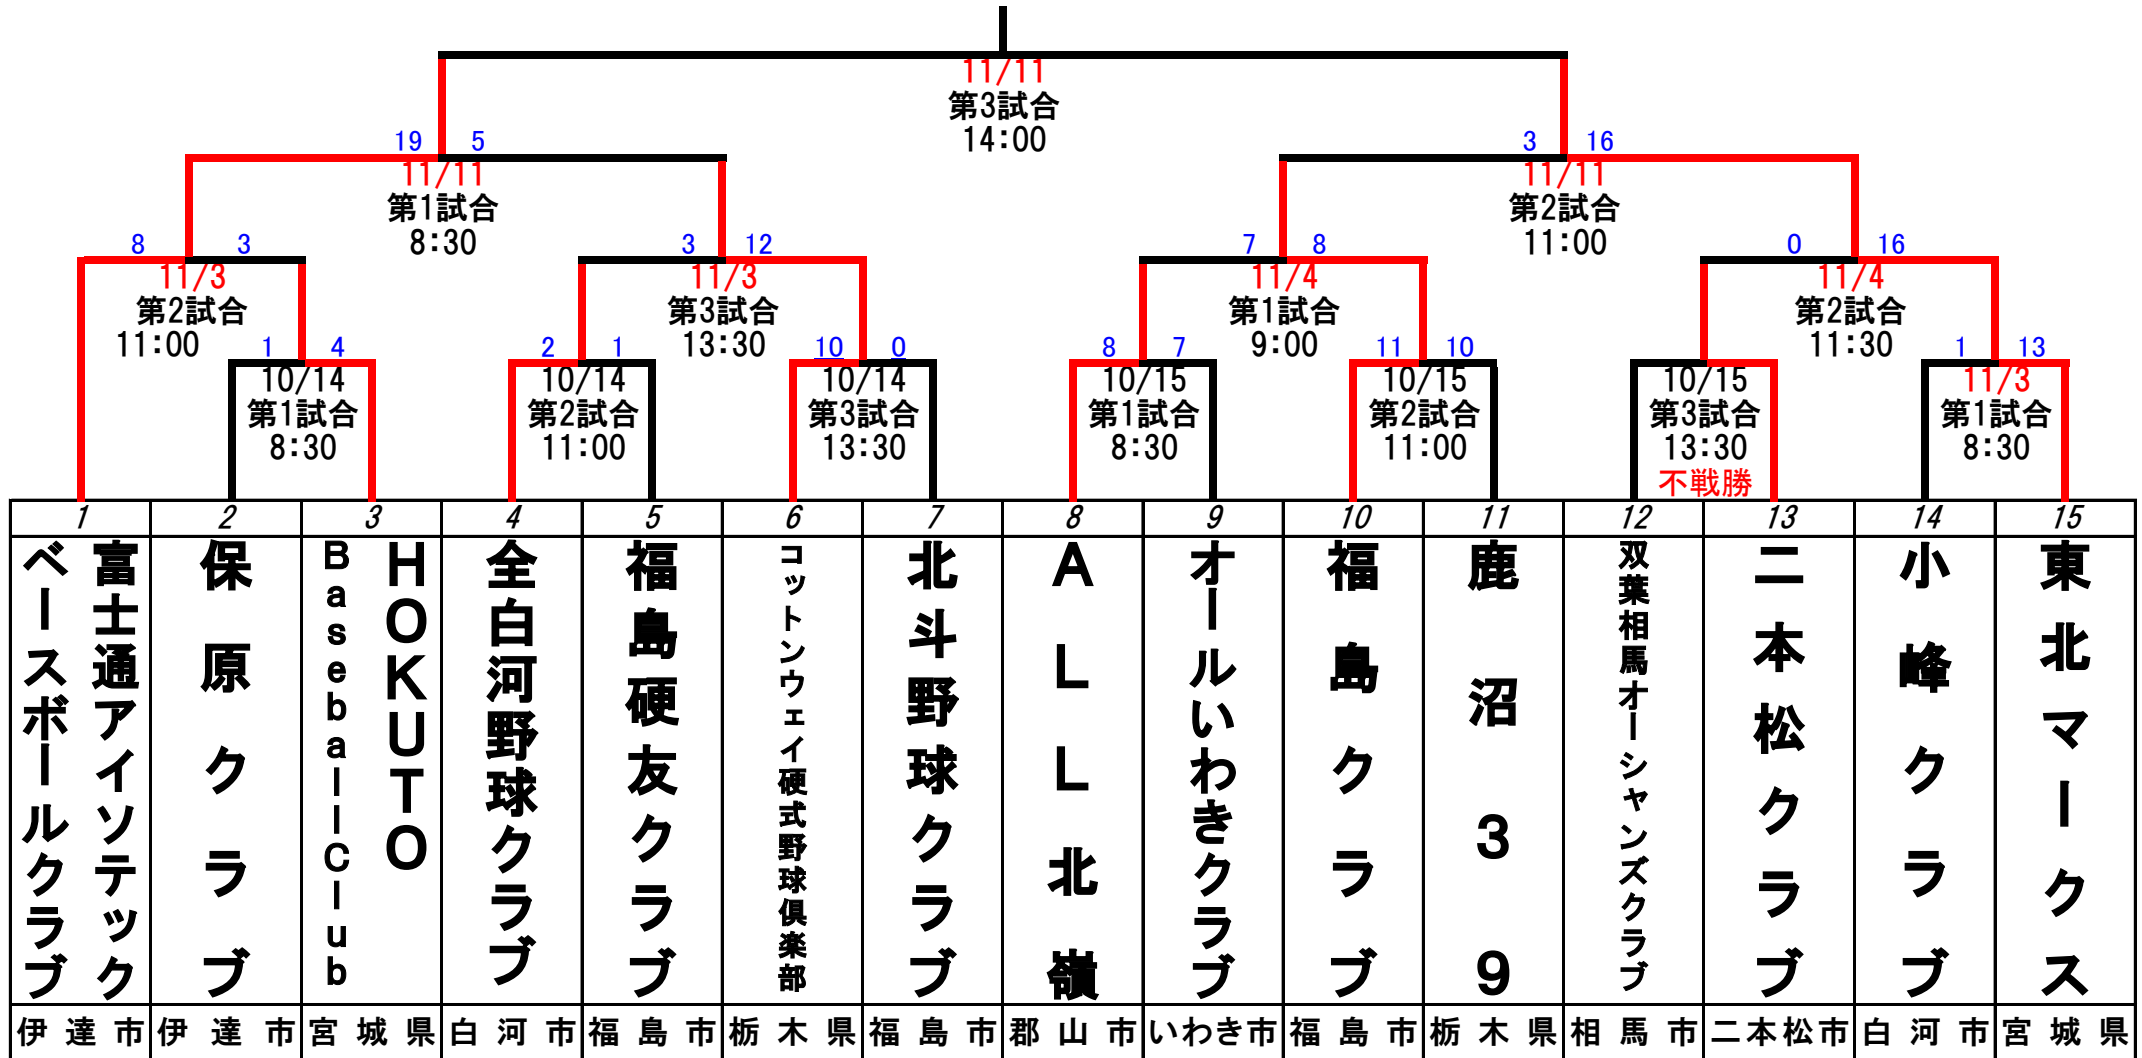 11/11
第3試合
14:00
19 5
11/11
第1試合
8:30
3 16
11/11
第2試合
11:00
8 3
11/3
第2試合
11:00
3 12
11/3
第3試合
13:30
7 8
11/4
第1試合
9:00
0 16
11/4
第2試合
11:30
1 4
10/14
第1試合
8:30
2 1
10/14
第2試合
11:00
10 0
10/14
第3試合
13:30
8 7
10/15
第1試合
8:30
11 10
10/15
第2試合
11:00
10/15
第3試合
13:30
不戦勝
1 13
11/3
第1試合
8:30
1 2 3 4 5 6 7 8 9 10 11 12 13 14 15
富士通アイソテック
ベースボールクラブ
保原クラブ
HOKUTO
BaseballClub
全白河野球クラブ
福島硬友クラブ
コットンウェイ硬式野球倶楽部
北斗野球クラブ
ALL北嶺
オールいわきクラブ
福島クラブ
鹿沼39
双葉相馬オーシャンズクラブ
二本松クラブ
小峰クラブ
東北マークス
伊達市 伊達市 宮城県 白河市 福島市 栃木県 福島市 郡山市 いわき市 福島市 栃木県 相馬市 二本松市 白河市 宮城県